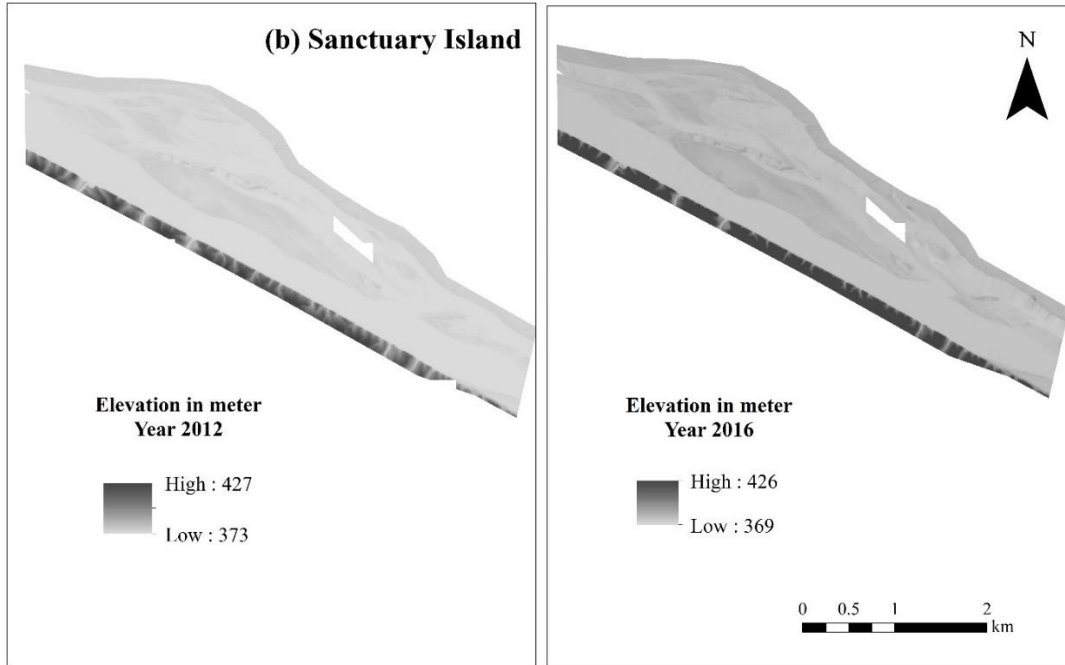 (b) Sanctuary Island
N
Elevation in meter
Year 2012
High : 427
Low : 373
Elevation in meter
Year 2016
High : 426
Low : 369
0 0.5 1 2
km